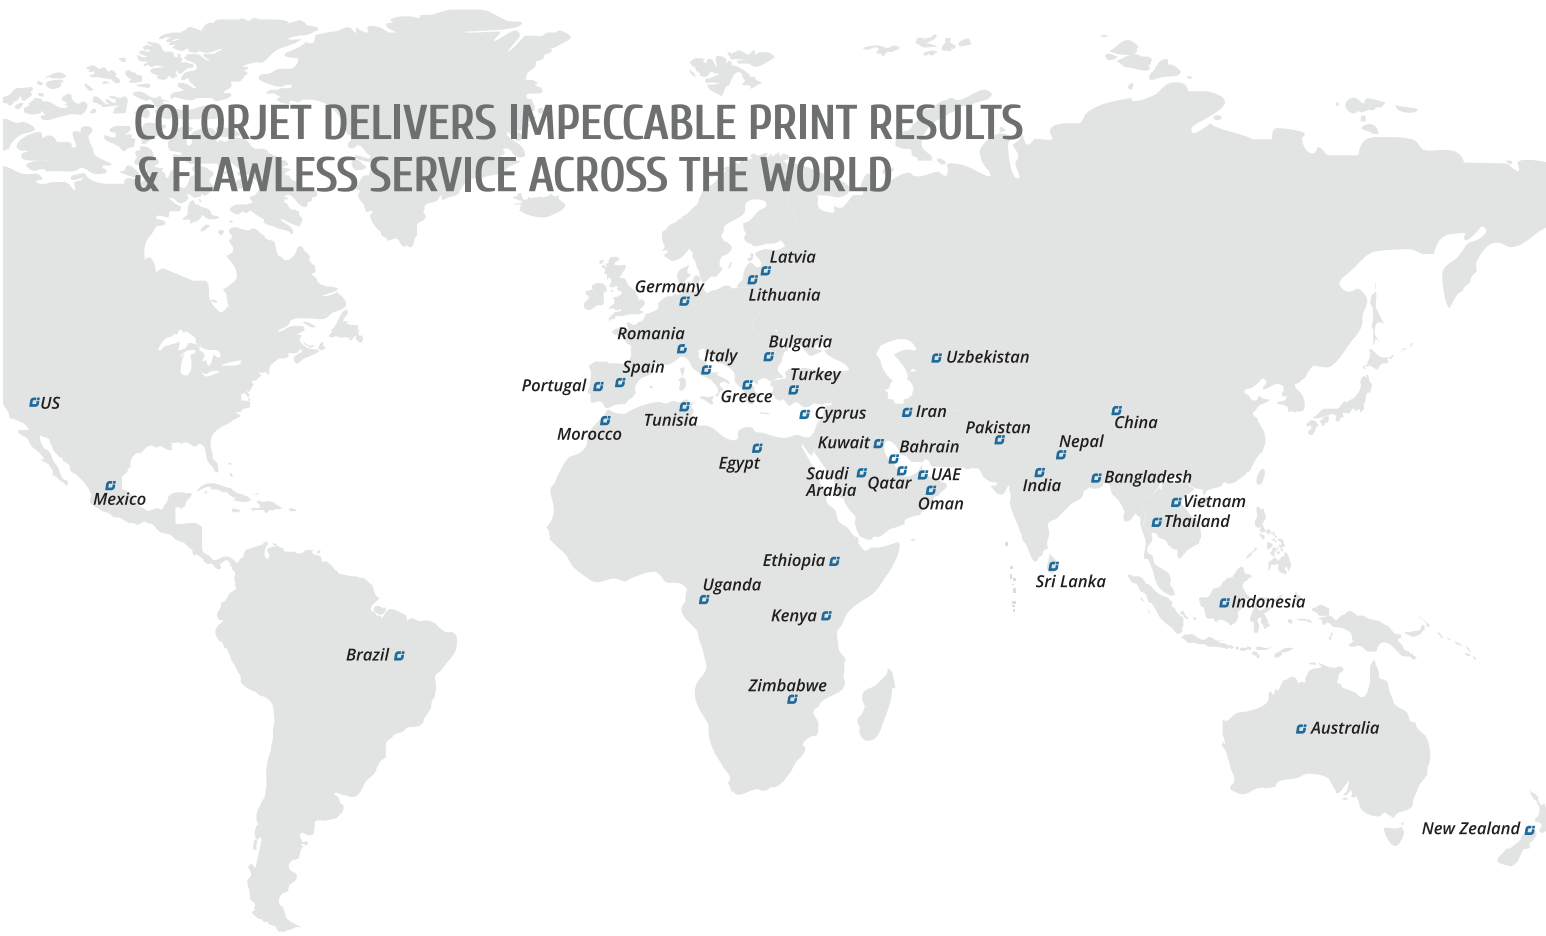 COLORJET DELIVERS IMPECCABLE PRINT RESULTS
& FLAWLESS SERVICE ACROSS THE WORLD
Latvia
Germany
Lithuania
Romania
Bulgaria
Italy
Uzbekistan
Spain
Turkey
Portugal
Greece
US
Cyprus
Iran
Tunisia
China
Pakistan
Morocco
Kuwait
Bahrain
Nepal
Egypt
Saudi
Arabia
Qatar
UAE
India
Bangladesh
Mexico
Oman
Vietnam
Thailand
Ethiopia
Sri Lanka
Uganda
Indonesia
Kenya
Brazil
Zimbabwe
Australia
New Zealand